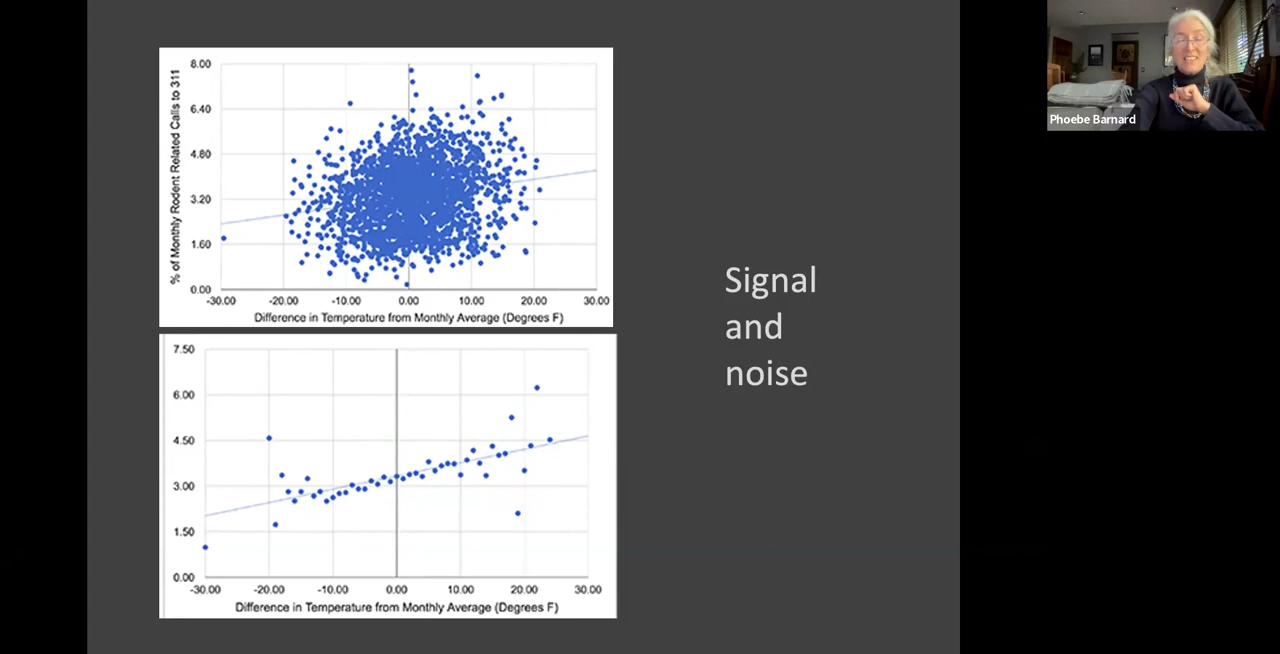 8.00
6.40
4.80
3.20
1.60
0.00
% of Monthly Rodent Related Calls to 311
-30.00 -20.00 -10.00 0.00 10.00 20.00 30.00
Difference in Temperature from Monthly Average (Degrees F)
7.50
6.00
4.50
3.00
1.50
0.00
-30.00 -20.00 -10.00 0.00 10.00 20.00 30.00
Difference in Temperature from Monthly Average (Degrees F)
Signal
and
noise
Phoebe Barnard